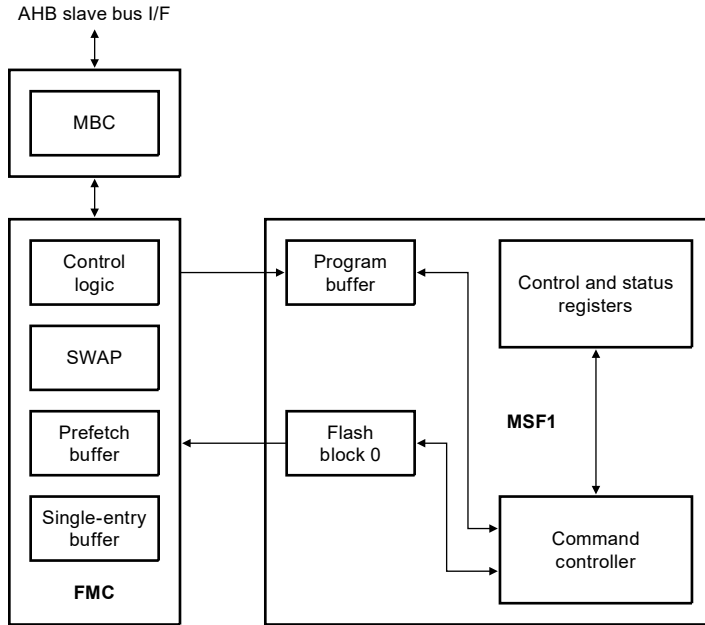 AHB slave bus I/F
MBC
Control
logic
SWAP
Prefetch
buffer
Single-entry
buffer
FMC
Program
buffer
Flash
block 0
Control and status
registers
MSF1
Command
controller